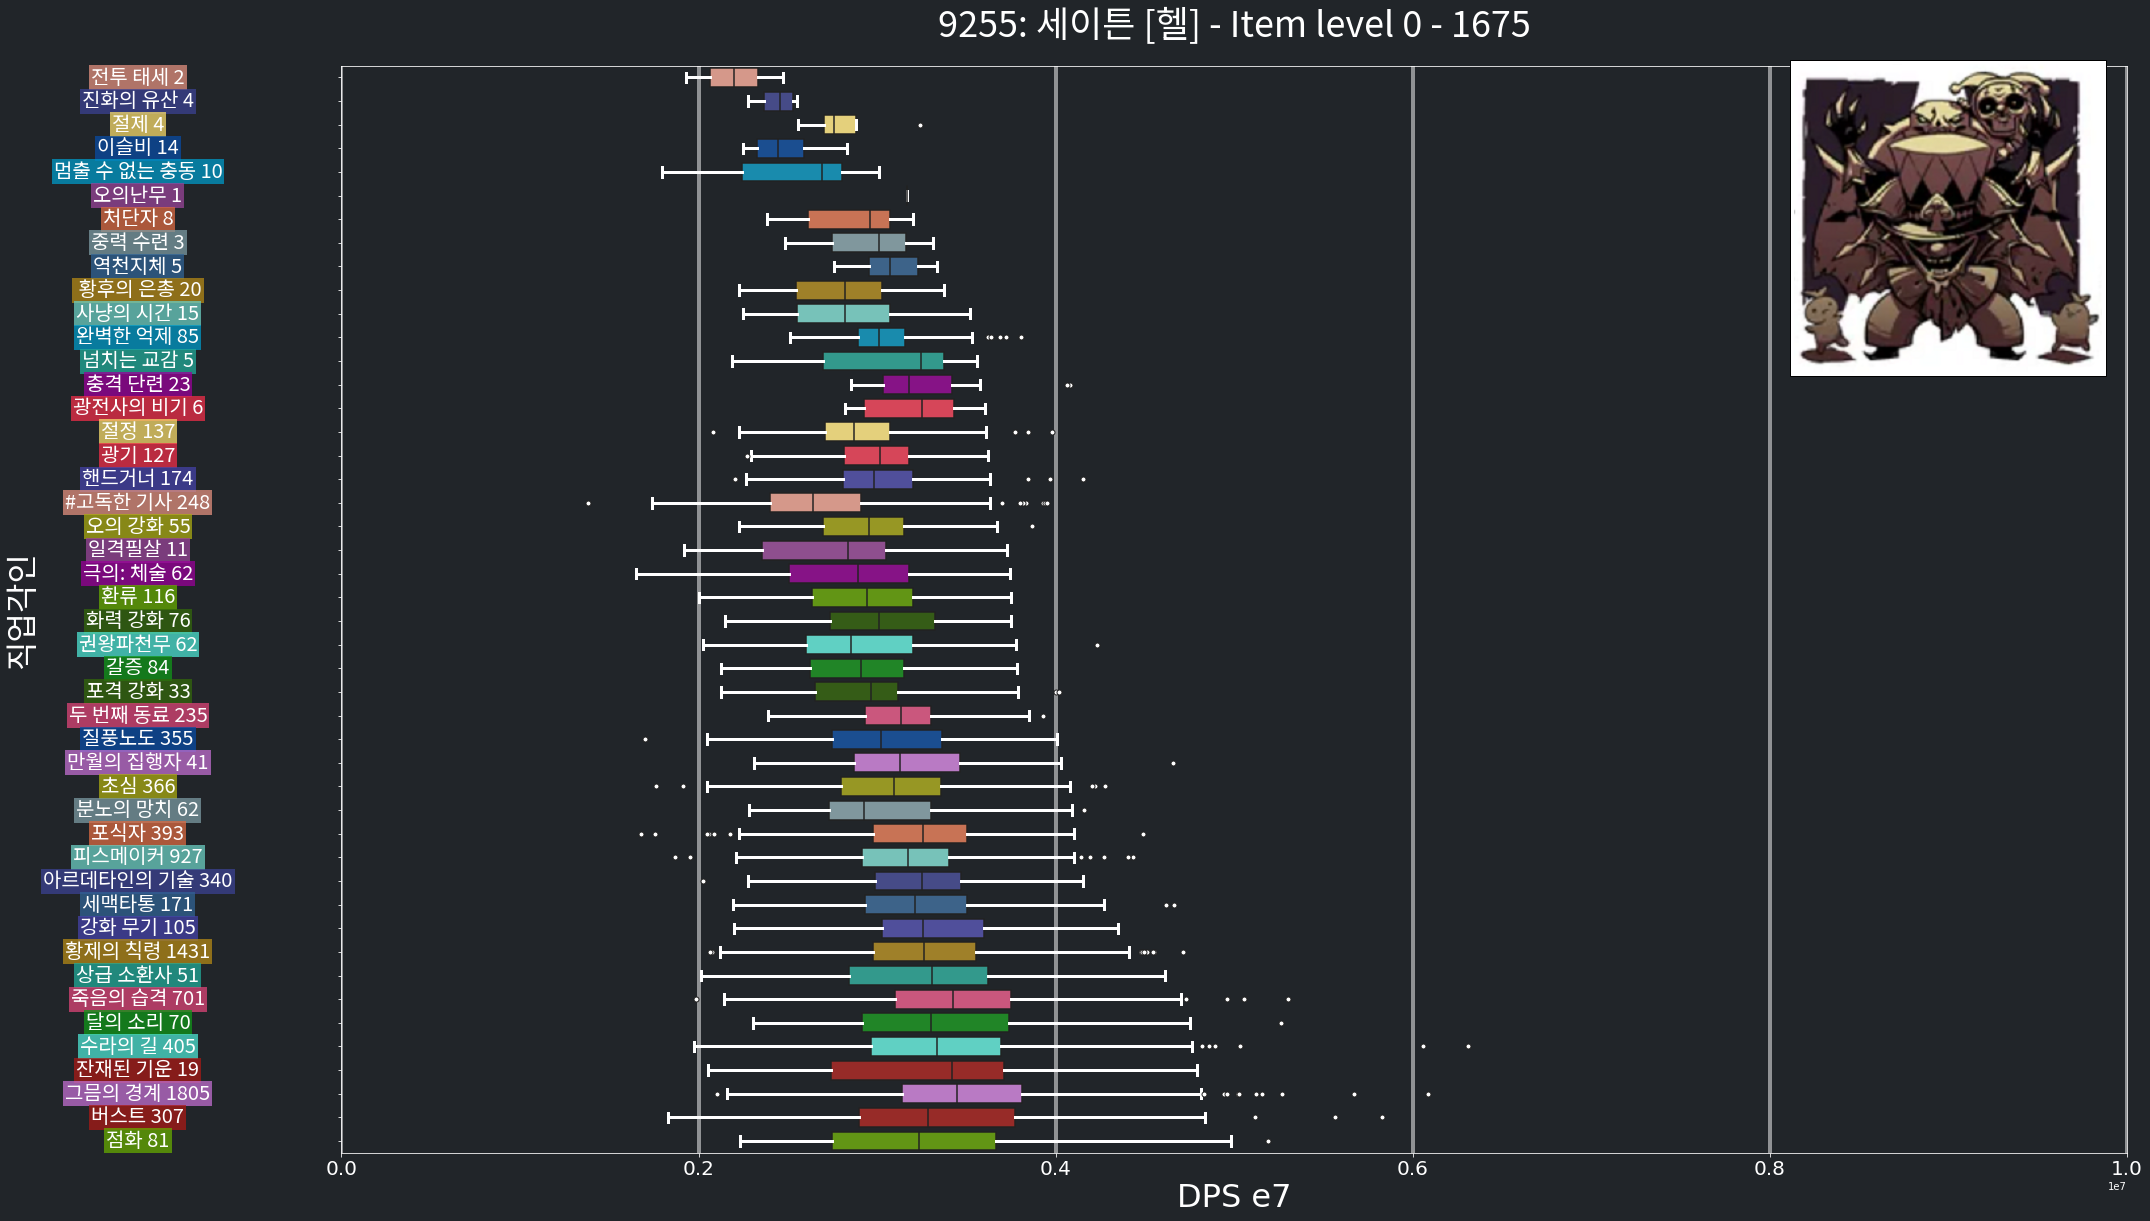 9255: 세이튼 [헬] - Item level 0 - 1675
직업각인
전투 태세 2
진화의 유산 4
절제 4
이슬비 14
멈출 수 없는 충동 10
오의난무 1
처단자 8
중력 수련 3
역천지체 5
황후의 은총 20
사냥의 시간 15
완벽한 억제 85
넘치는 교감 5
충격 단련 23
광전사의 비기 6
절정 137
광기 127
핸드거너 174
#고독한 기사 248
오의 강화 55
일격필살 11
극의: 체술 62
환류 116
화력 강화 76
권왕파천무 62
갈증 84
포격 강화 33
두 번째 동료 235
질풍노도 355
만월의 집행자 41
초심 366
분노의 망치 62
포식자 393
피스메이커 927
아르데타인의 기술 340
세맥타통 171
강화 무기 105
황제의 칙령 1431
상급 소환사 51
죽음의 습격 701
달의 소리 70
수라의 길 405
잔재된 기운 19
그믐의 경계 1805
버스트 307
점화 81
0.0 0.2 0.4 0.6 0.8 1.0
1e7
DPS e7